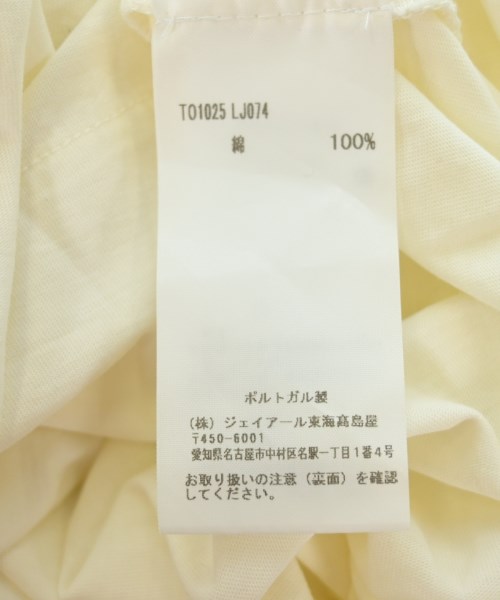 TO1025 LJ074
綿 100%
ポルトガル製
(株) ジェイアール東海髙島屋
〒450-6001
愛知県名古屋市中村区名駅一丁目1番4号
お取り扱いの注意 (裏面) を確認
してください。